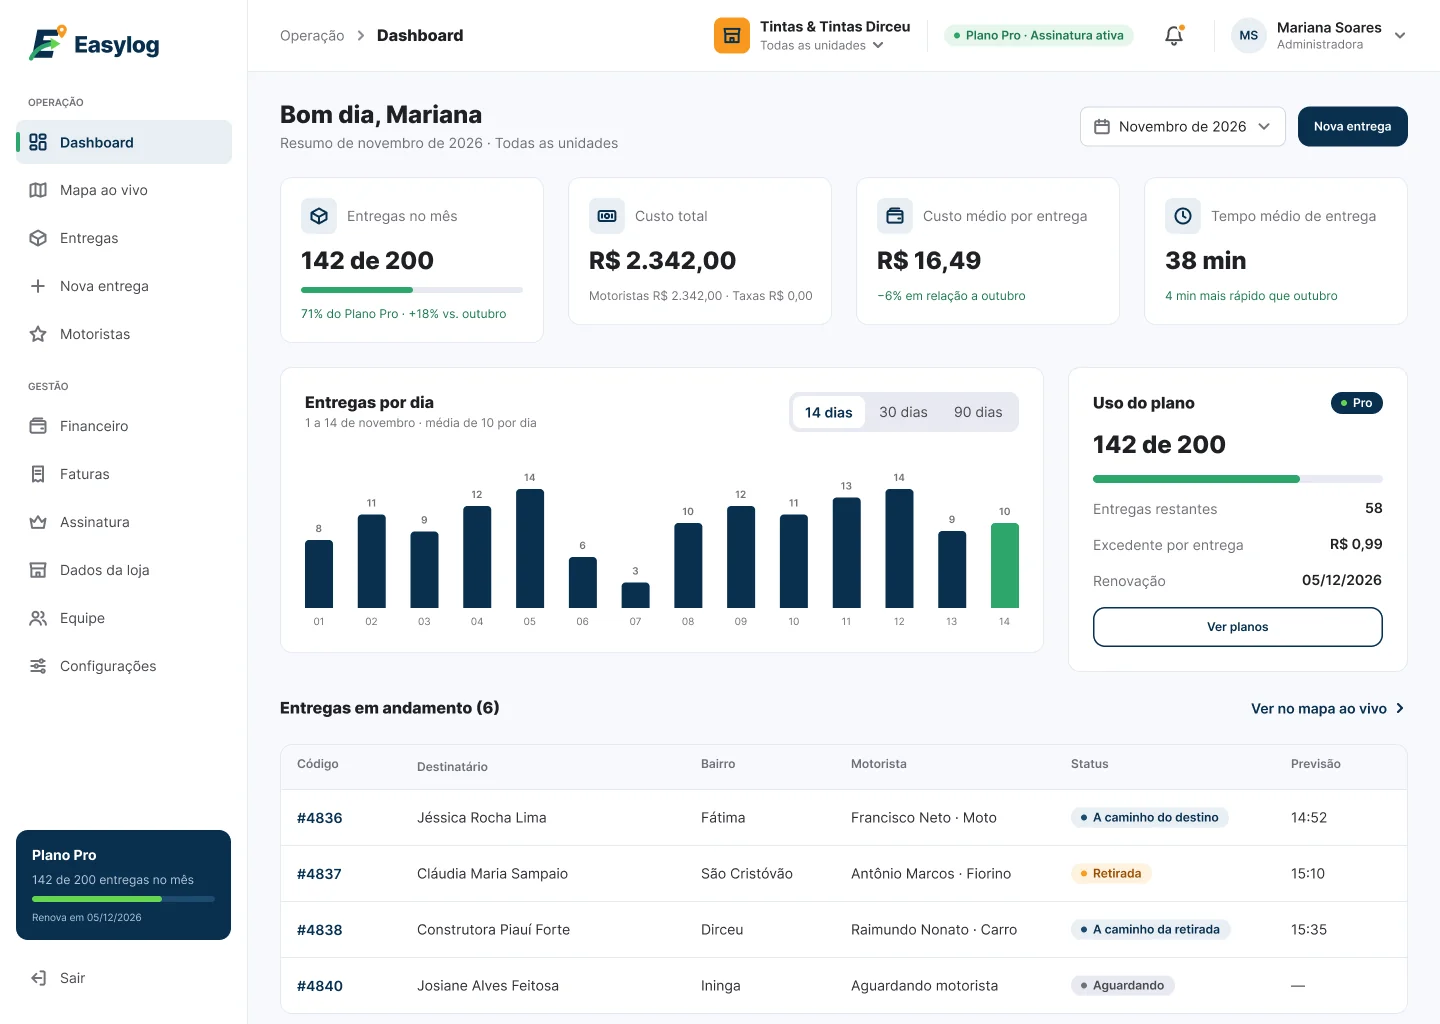 Easylog
OPERAÇÃO
Dashboard
Mapa ao vivo
Entregas
Nova entrega
Motoristas
GESTÃO
Financeiro
Faturas
Assinatura
Dados da loja
Equipe
Configurações
Plano Pro
142 de 200 entregas no mês
Renova em 05/12/2026
Sair
Operação > Dashboard
Tintas & Tintas Dirceu
Todas as unidades
Plano Pro · Assinatura ativa
MS
Mariana Soares
Administradora
Bom dia, Mariana
Resumo de novembro de 2026 · Todas as unidades
Novembro de 2026
Nova entrega
Entregas no mês
142 de 200
71% do Plano Pro · +18% vs. outubro
Custo total
R$ 2.342,00
Motoristas R$ 2.342,00 · Taxas R$ 0,00
Custo médio por entrega
R$ 16,49
−6% em relação a outubro
Tempo médio de entrega
38 min
4 min mais rápido que outubro
Entregas por dia
1 a 14 de novembro · média de 10 por dia
14 dias 30 dias 90 dias
8 11 9 12 14 6 3 10 12 11 13 14 9 10
01 02 03 04 05 06 07 08 09 10 11 12 13 14
Uso do plano
Pro
142 de 200
Entregas restantes 58
Excedente por entrega R$ 0,99
Renovação 05/12/2026
Ver planos
Entregas em andamento (6)
Ver no mapa ao vivo
Código Destinatário Bairro Motorista Status Previsão
#4836 Jéssica Rocha Lima Fátima Francisco Neto · Moto A caminho do destino 14:52
#4837 Cláudia Maria Sampaio São Cristóvão Antônio Marcos · Fiorino Retirada 15:10
#4838 Construtora Piauí Forte Dirceu Raimundo Nonato · Carro A caminho da retirada 15:35
#4840 Josiane Alves Feitosa Ininga Aguardando motorista Aguardando —